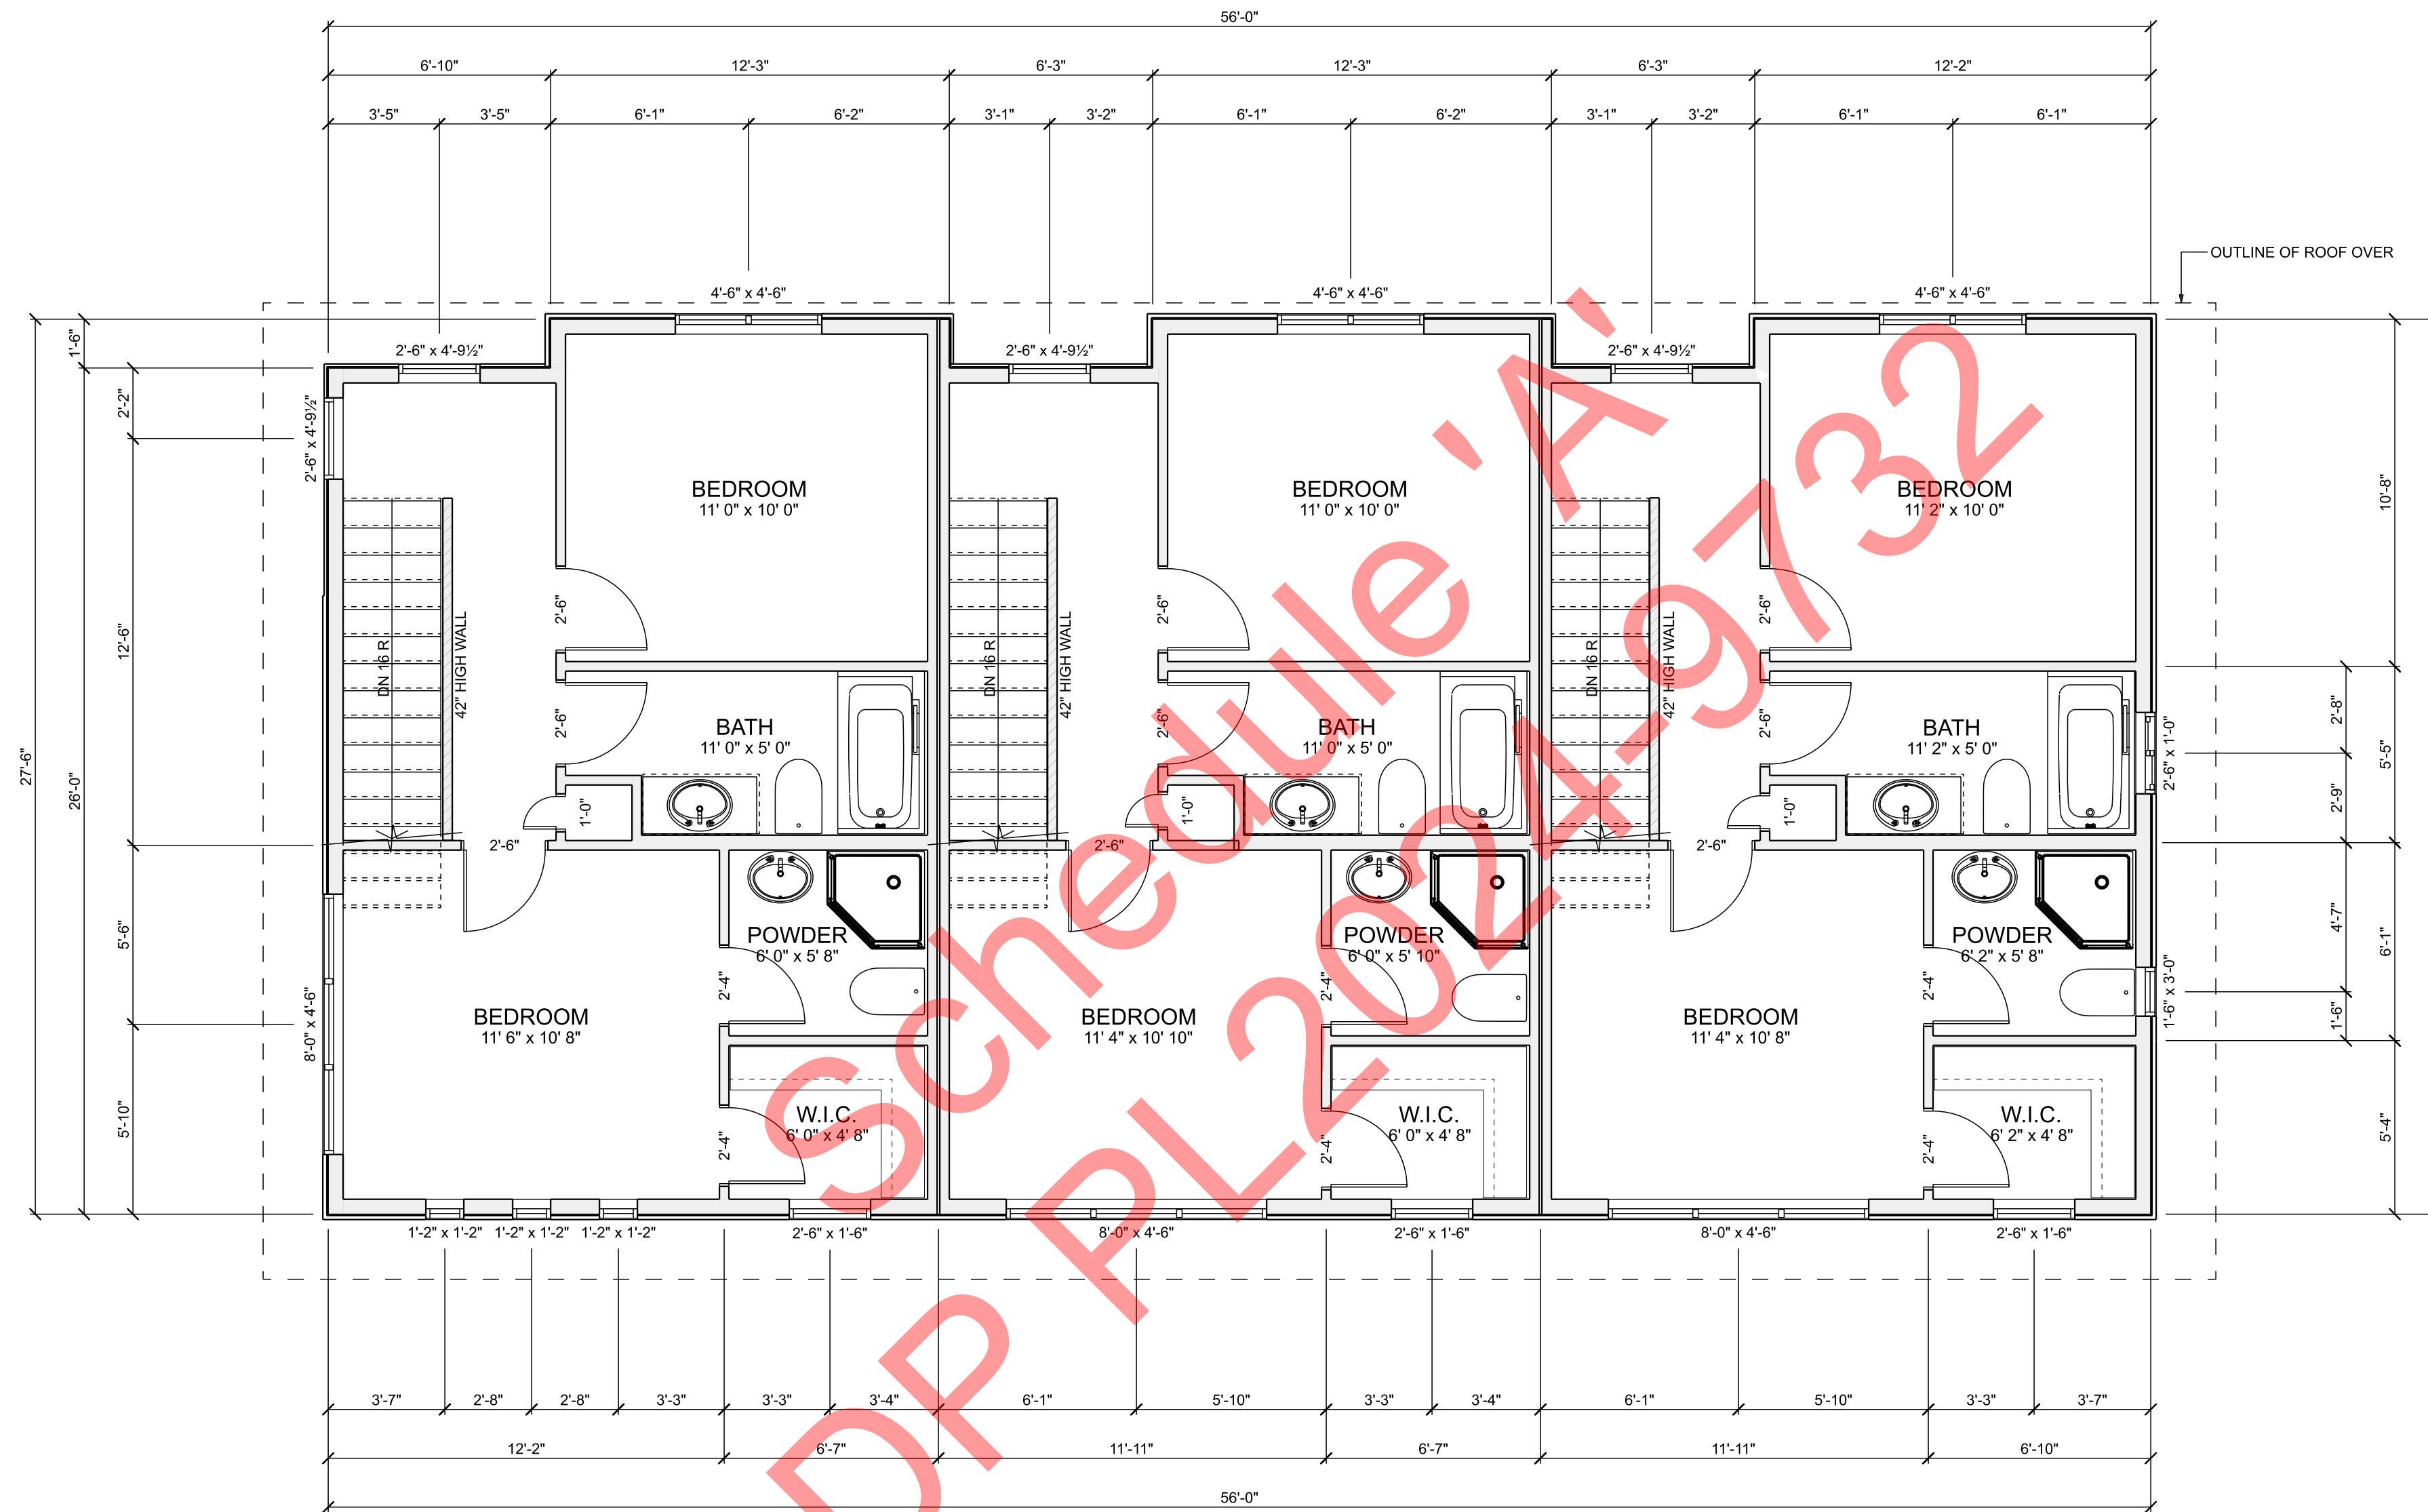 56'-0"
6'-10" 12'-3" 6'-3" 12'-3" 6'-3" 12'-2"
3'-5" 3'-5" 6'-1" 6'-2" 3'-1" 3'-2" 6'-1" 6'-2" 3'-1" 3'-2" 6'-1" 6'-1"
OUTLINE OF ROOF OVER
4'-6" x 4'-6" 4'-6" x 4'-6" 4'-6" x 4'-6"
2'-6" x 4'-9½" 2'-6" x 4'-9½" 2'-6" x 4'-9½"
27'-6"
1'-6"
26'-0"
2'-2"
12'-6"
5'-6"
5'-10"
2'-6" x 4'-9½"
8'-0" x 4'-6"
BEDROOM
11' 0" x 10' 0"
BEDROOM
11' 0" x 10' 0"
BEDROOM
11' 2" x 10' 0"
DN 16 R
42" HIGH WALL
2'-6"
2'-6"
1'-0"
2'-6"
DN 16 R
42" HIGH WALL
2'-6"
2'-6"
1'-0"
2'-6"
DN 16 R
42" HIGH WALL
2'-6"
2'-6"
1'-0"
2'-6"
BATH
11' 0" x 5' 0"
BATH
11' 0" x 5' 0"
BATH
11' 2" x 5' 0"
POWDER
6' 0" x 5' 8"
POWDER
6' 0" x 5' 10"
POWDER
6' 2" x 5' 8"
2'-4"
2'-4"
2'-4"
BEDROOM
11' 6" x 10' 8"
BEDROOM
11' 4" x 10' 10"
BEDROOM
11' 4" x 10' 8"
W.I.C.
6' 0" x 4' 8"
W.I.C.
6' 0" x 4' 8"
W.I.C.
6' 2" x 4' 8"
2'-4"
2'-4"
2'-4"
2'-6" x 1'-0"
1'-6" x 3'-0"
2'-8"
2'-9"
4'-7"
1'-6"
10'-8"
5'-5"
6'-1"
5'-4"
1'-2" x 1'-2" 1'-2" x 1'-2" 1'-2" x 1'-2" 2'-6" x 1'-6" 8'-0" x 4'-6" 2'-6" x 1'-6" 8'-0" x 4'-6" 2'-6" x 1'-6"
3'-7" 2'-8" 2'-8" 3'-3" 3'-3" 3'-4" 6'-1" 5'-10" 3'-3" 3'-4" 6'-1" 5'-10" 3'-3" 3'-7"
12'-2" 6'-7" 11'-11" 6'-7" 11'-11" 6'-10"
56'-0"
Schedule 'A'
DP PL2024-9732